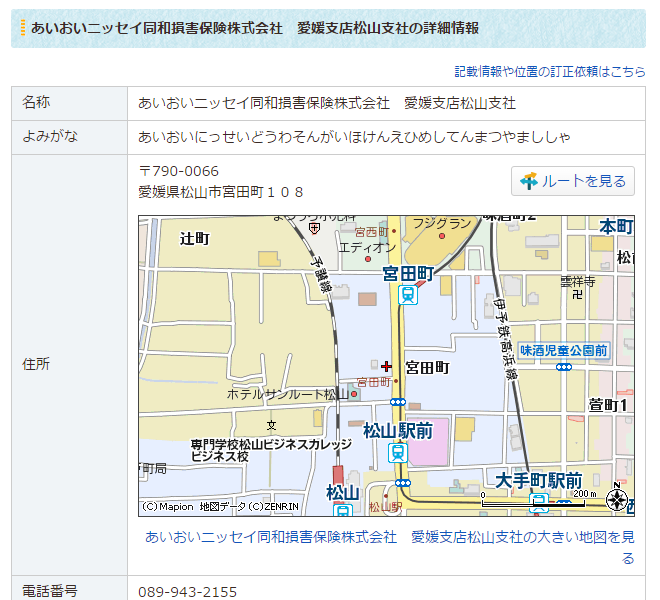 あいおいニッセイ同和損害保険株式会社　愛媛支店松山支社の詳細情報
記載情報や位置の訂正依頼はこちら
名称
あいおいニッセイ同和損害保険株式会社　愛媛支店松山支社
よみがな
あいおいにっせいどうわそんがいほけんえひめしてんまつやまししゃ
住所
〒790-0066
愛媛県松山市宮田町１０８
ルートを見る
フジグラン
味酒町2
本町
宮西町
辻町
エディオン
松前
予讃線
宮田町
雲祥寺
伊予鉄・高浜線
味酒児童公園前
宮田町
宮田町
ホテルサンルート松山
萱町1
松山駅前
専門学校松山ビジネスカレッジ
ビジネス校
町局
大手町駅前
松山
松山駅
0
200m
N
西
(C)Mapion 地図データ(C)ZENRIN
あいおいニッセイ同和損害保険株式会社　愛媛支店松山支社の大きい地図を見
る
電話番号
089-943-2155